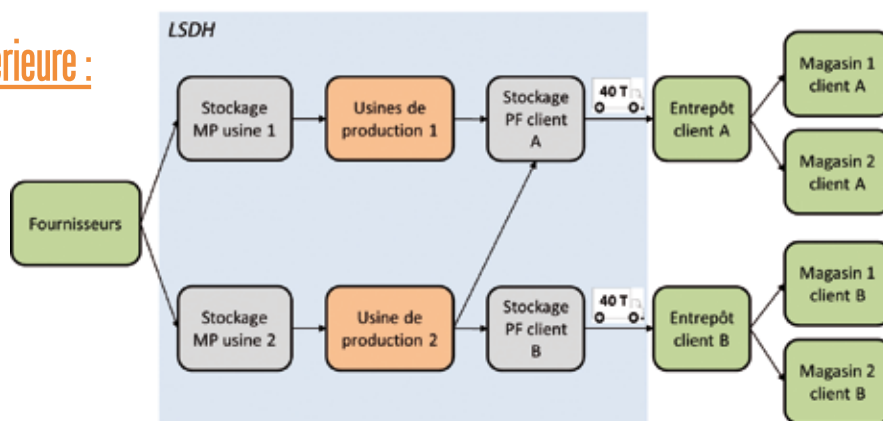 érieure :
LSDH
Fournisseurs
Stockage
MP usine 1
Usines de
production 1
Stockage
PF client
A
40 T
Entrepôt
client A
Magasin 1
client A
Magasin 2
client A
Stockage
MP usine 2
Usine de
production 2
Stockage
PF client
B
40 T
Entrepôt
client B
Magasin 1
client B
Magasin 2
client B